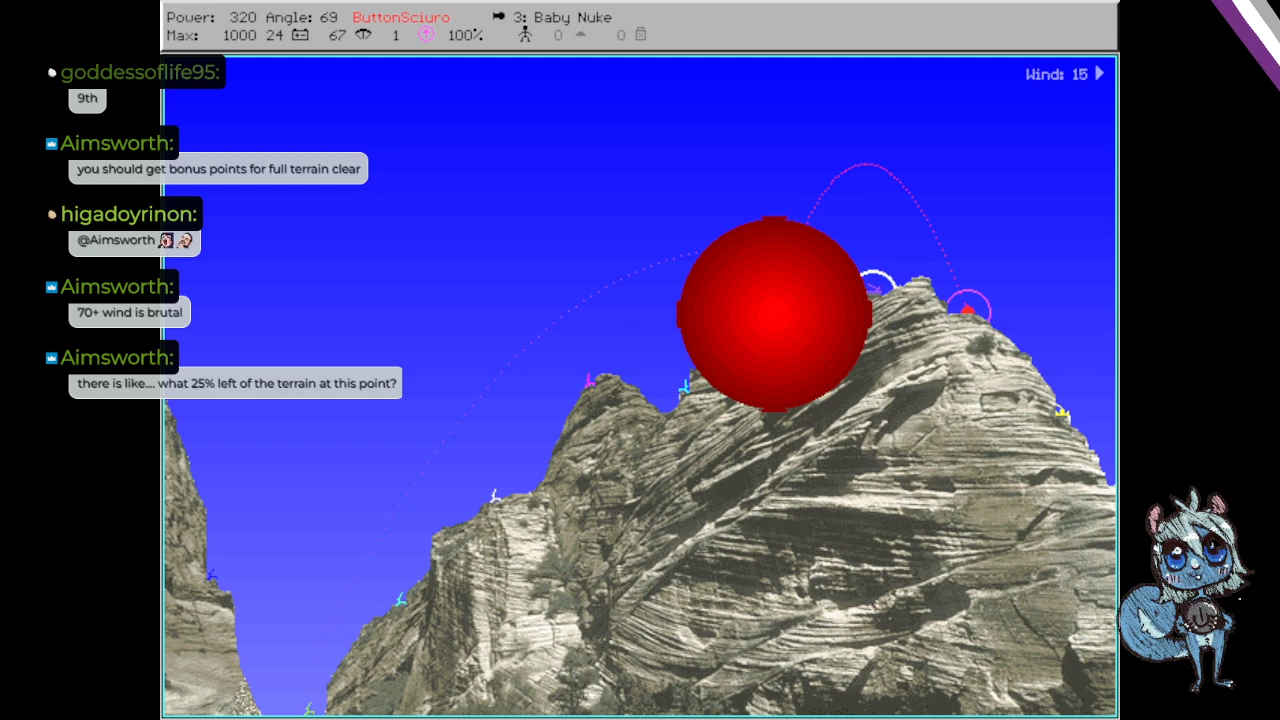 Power: 320 Angle: 69 ButtonSciuro 3: Baby Nuke
Max: 1000 24 67 1 100% 0 0
Wind: 15
goddessoflife95:
9th
Aimsworth:
you should get bonus points for full terrain clear
higadoyrinon:
@Aimsworth
Aimsworth:
70+ wind is brutal
Aimsworth:
there is like.... what 25% left of the terrain at this point?